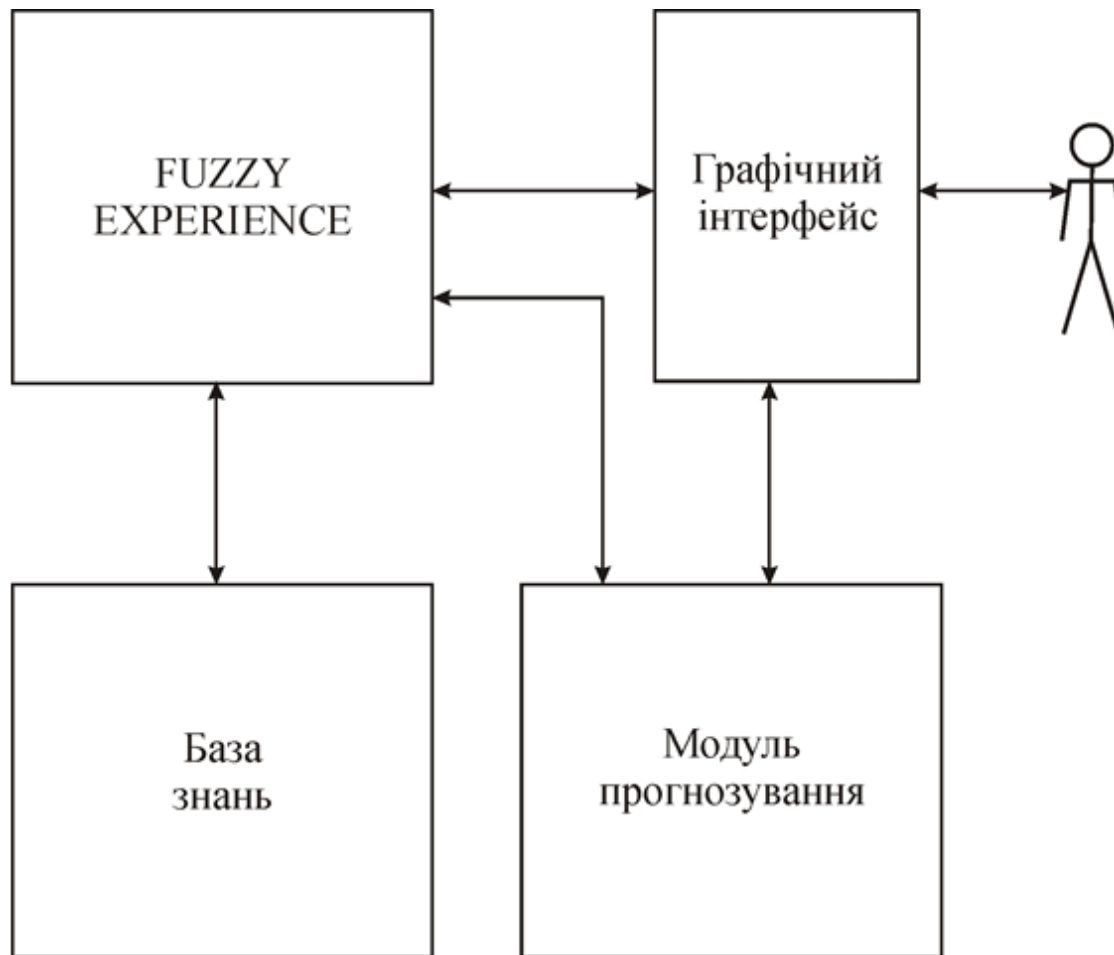 FUZZY
EXPERIENCE
Графічний
інтерфейс
База
знань
Модуль
прогнозування